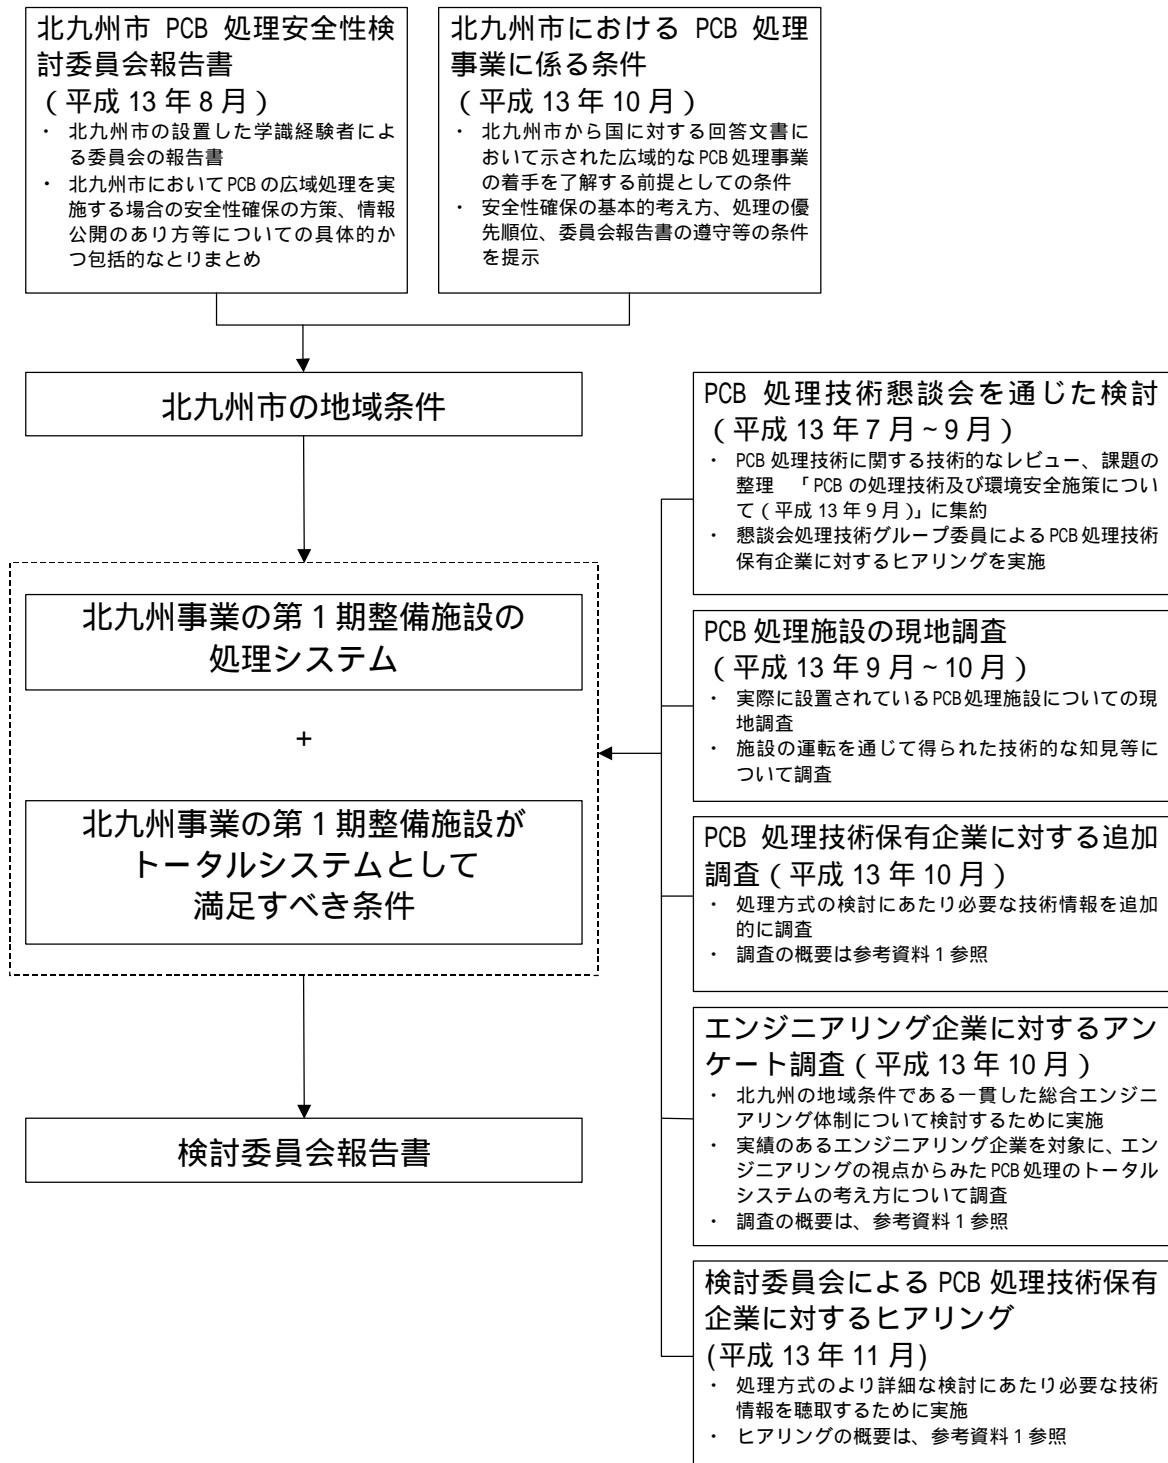 北九州市 PCB 処理安全性検
討委員会報告書
（平成 13 年 8 月）
・ 北九州市の設置した学識経験者によ
る委員会の報告書
・ 北九州市において PCB の広域処理を実
施する場合の安全性確保の方策、情報
公開のあり方等についての具体的か
つ包括的なとりまとめ
北九州市における PCB 処理
事業に係る条件
（平成 13 年 10 月）
・ 北九州市から国に対する回答文書に
おいて示された広域的な PCB 処理事業
の着手を了解する前提としての条件
・ 安全性確保の基本的考え方、処理の優
先順位、委員会報告書の遵守等の条件
を提示
北九州市の地域条件
北九州事業の第１期整備施設の
処理システム
+
北九州事業の第１期整備施設が
トータルシステムとして
満足すべき条件
検討委員会報告書
PCB 処理技術懇談会を通じた検討
（平成 13 年 7 月~9 月）
・ PCB 処理技術に関する技術的なレビュー、課題の
整理 「PCB の処理技術及び環境安全施策につい
て（平成 13 年 9 月）」に集約
・ 懇談会処理技術グループ委員による PCB 処理技術
保有企業に対するヒアリングを実施
PCB 処理施設の現地調査
（平成 13 年 9 月~10 月）
・ 実際に設置されている PCB 処理施設についての現
地調査
・ 施設の運転を通じて得られた技術的な知見等に
ついて調査
PCB 処理技術保有企業に対する追加
調査（平成 13 年 10 月）
・ 処理方式の検討にあたり必要な技術情報を追加
的に調査
・ 調査の概要は参考資料１参照
エンジニアリング企業に対するアン
ケート調査（平成 13 年 10 月）
・ 北九州の地域条件である一貫した総合エンジニ
アリング体制について検討するために実施
・ 実績のあるエンジニアリング企業を対象に、エン
ジニアリングの視点からみた PCB 処理のトータル
システムの考え方について調査
・ 調査の概要は、参考資料１参照
検討委員会による PCB 処理技術保有
企業に対するヒアリング
(平成 13 年 11 月)
・ 処理方式のより詳細な検討にあたり必要な技術
情報を聴取するために実施
・ ヒアリングの概要は、参考資料１参照